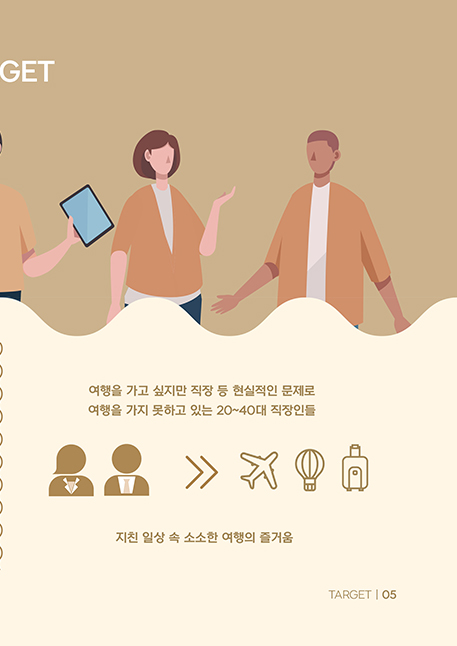 GET
여행을 가고 싶지만 직장 등 현실적인 문제로
여행을 가지 못하고 있는 20~40대 직장인들
지친 일상 속 소소한 여행의 즐거움
TARGET | 05